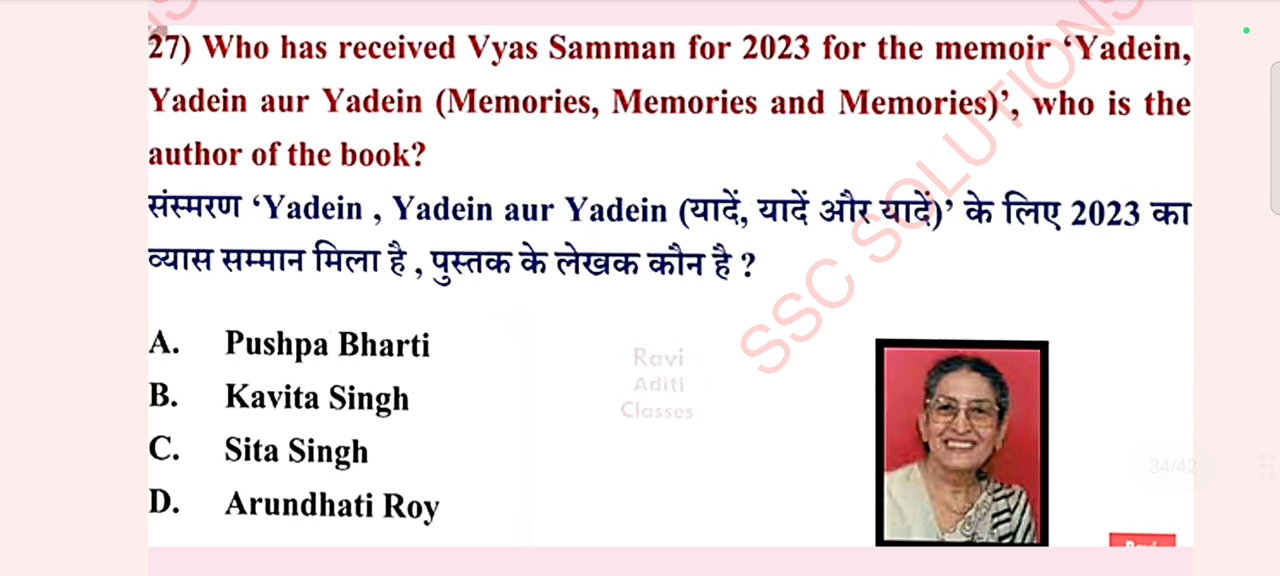 27) Who has received Vyas Samman for 2023 for the memoir ‘Yadein,
Yadein aur Yadein (Memories, Memories and Memories)’, who is the
author of the book?
संस्मरण ‘Yadein , Yadein aur Yadein (यादें, यादें और यादें)’ के लिए 2023 का
व्यास सम्मान मिला है , पुस्तक के लेखक कौन है ?
A. Pushpa Bharti
B. Kavita Singh
C. Sita Singh
D. Arundhati Roy
Ravi
Aditi
Classes
SSC SOLUTIONS
34/42